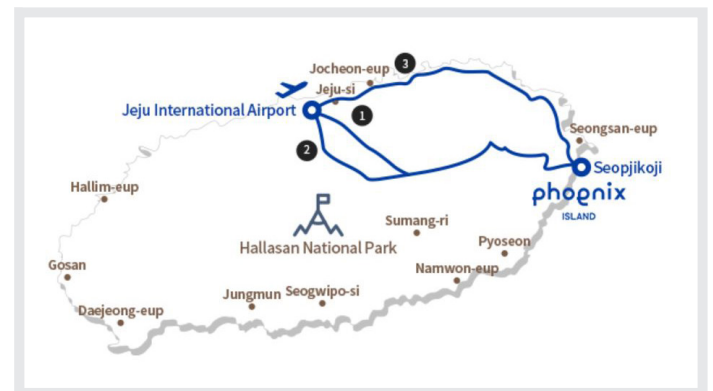 3
Jocheon-eup
Jeju-si
Jeju International Airport
1
2
Seongsan-eup
Seopjikoji
phoenix
ISLAND
Hallim-eup
Sumang-ri
Hallasan National Park
Pyoseon
Gosan
Namwon-eup
Jungmun
Seogwipo-si
Daejeong-eup